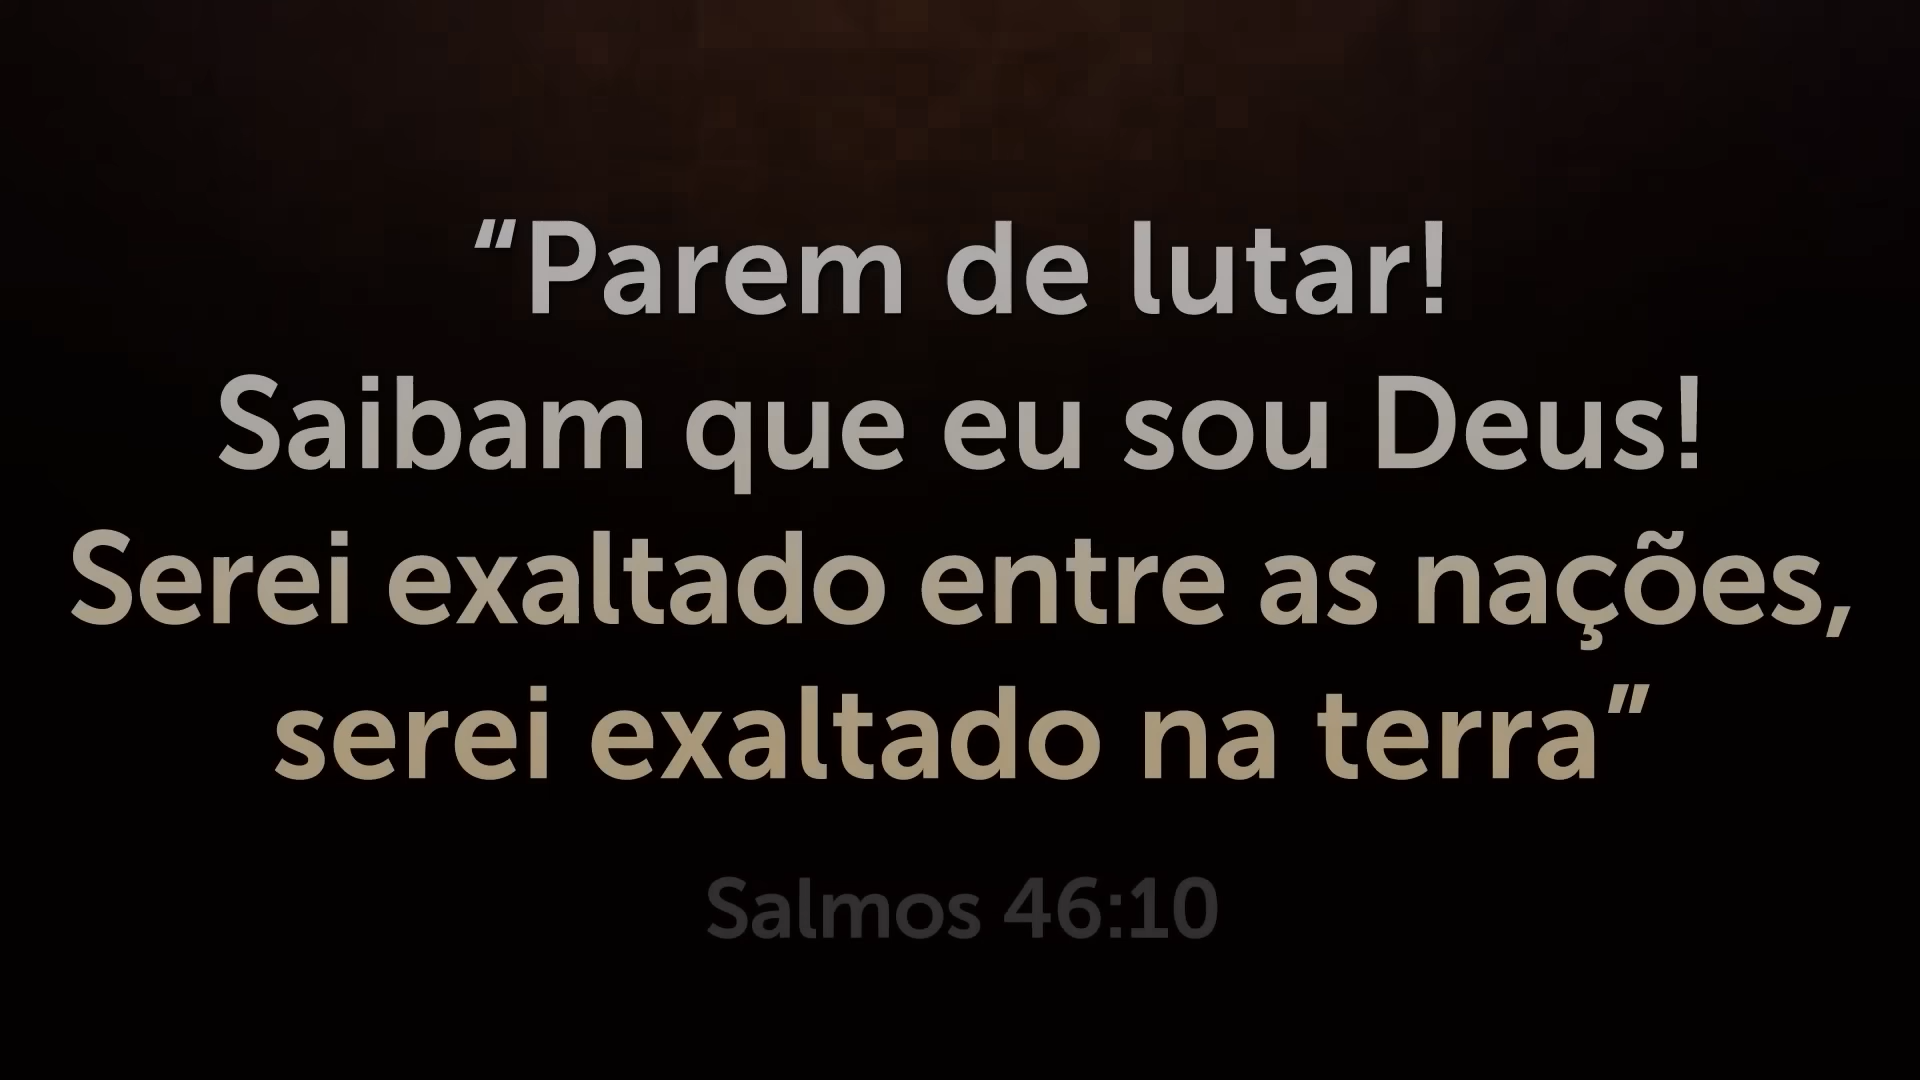 “Parem de lutar!
Saibam que eu sou Deus!
Serei exaltado entre as nações,
serei exaltado na terra”
Salmos 46:10